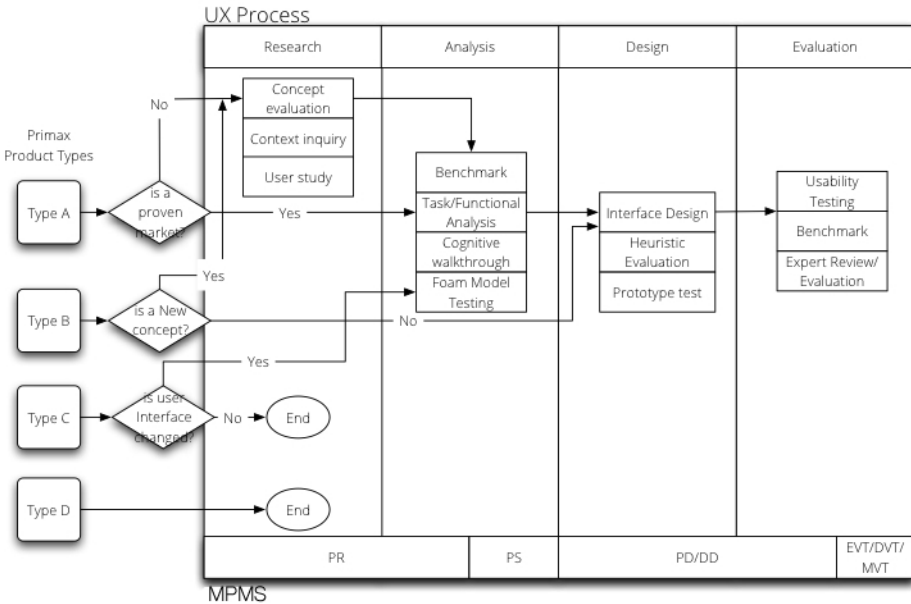 UX Process
Research
Analysis
Design
Evaluation
Primax
Product Types
Type A
is a
proven
market?
No
Yes
Concept
evaluation
Context inquiry
User study
Benchmark
Task/Functional
Analysis
Cognitive
walkthrough
Foam Model
Testing
Interface Design
Heuristic
Evaluation
Prototype test
Usability
Testing
Benchmark
Expert Review/
Evaluation
Type B
is a New
concept?
Yes
No
Type C
is user
Interface
changed?
Yes
No
End
Type D
End
PR
PS
PD/DD
EVT/DVT/
MVT
MPMS